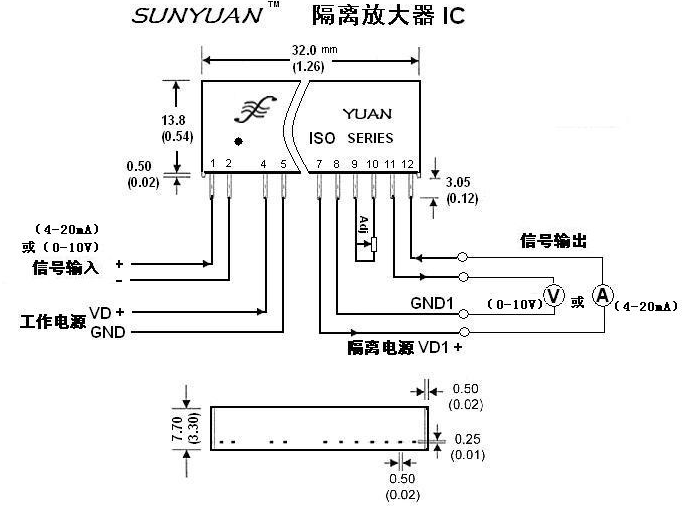 SUNYUAN™ 隔离放大器 IC
32.0 mm
(1.26)
13.8
(0.54)
YUAN
ISO SERIES
0.50
(0.02)
1 2 4 5 7 8 9 10 11 12
3.05
(0.12)
Adj
(4-20mA)
或(0-10V)
信号输入 +
-
信号输出
工作电源 VD +
GND
GND1
(0-10V) V 或 A (4-20mA)
隔离电源 VD1 +
0.50
(0.02)
7.70
(3.30)
0.25
(0.01)
0.50
(0.02)